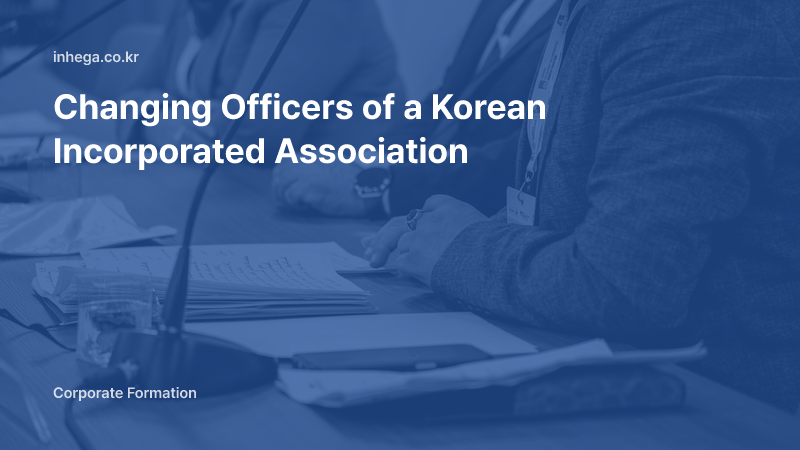 inhega.co.kr
Changing Officers of a Korean
Incorporated Association
Corporate Formation